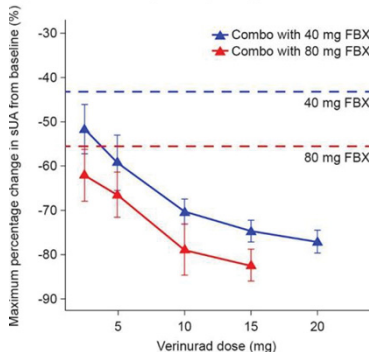 Maximum percentage change in sUA from baseline (%)
-30
-40
-50
-60
-70
-80
-90
Combo with 40 mg FBX
Combo with 80 mg FBX
40 mg FBX
80 mg FBX
5
10
15
20
Verinurad dose (mg)